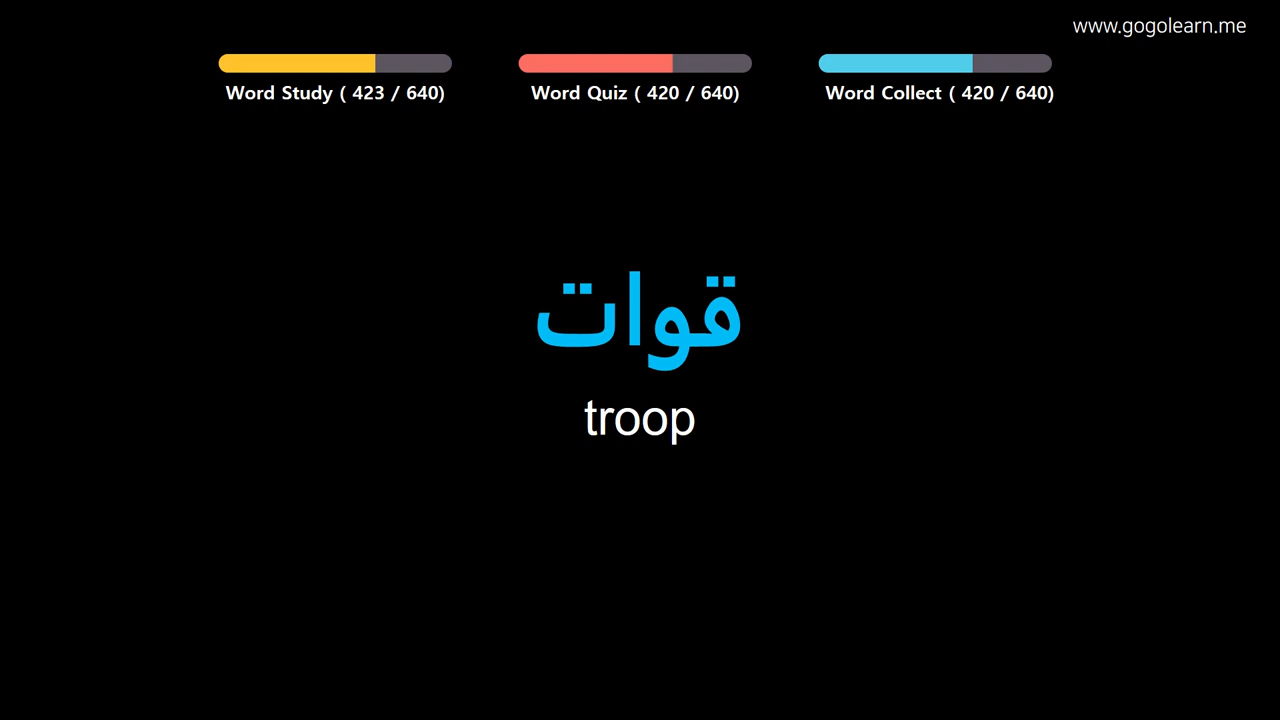 www.gogolearn.me
Word Study ( 423 / 640)
Word Quiz ( 420 / 640)
Word Collect ( 420 / 640)
قوات
troop